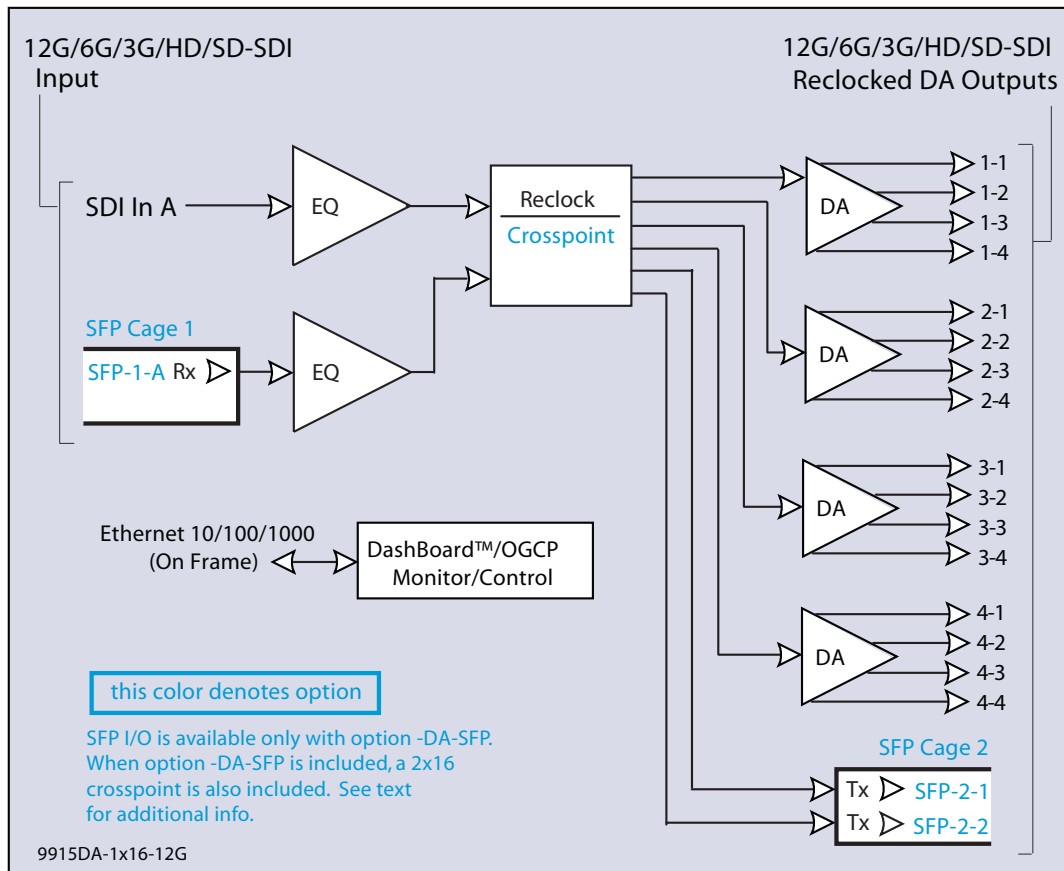 12G/6G/3G/HD/SD-SDI
Input
12G/6G/3G/HD/SD-SDI
Reclocked DA Outputs
SDI In A
EQ
Reclock
Crosspoint
DA
1-1
1-2
1-3
1-4
SFP Cage 1
SFP-1-A Rx
EQ
DA
2-1
2-2
2-3
2-4
DA
3-1
3-2
3-3
3-4
Ethernet 10/100/1000
(On Frame)
DashBoard™/OGCP
Monitor/Control
DA
4-1
4-2
4-3
4-4
this color denotes option
SFP I/O is available only with option -DA-SFP.
When option -DA-SFP is included, a 2x16
crosspoint is also included. See text
for additional info.
SFP Cage 2
Tx SFP-2-1
Tx SFP-2-2
9915DA-1x16-12G